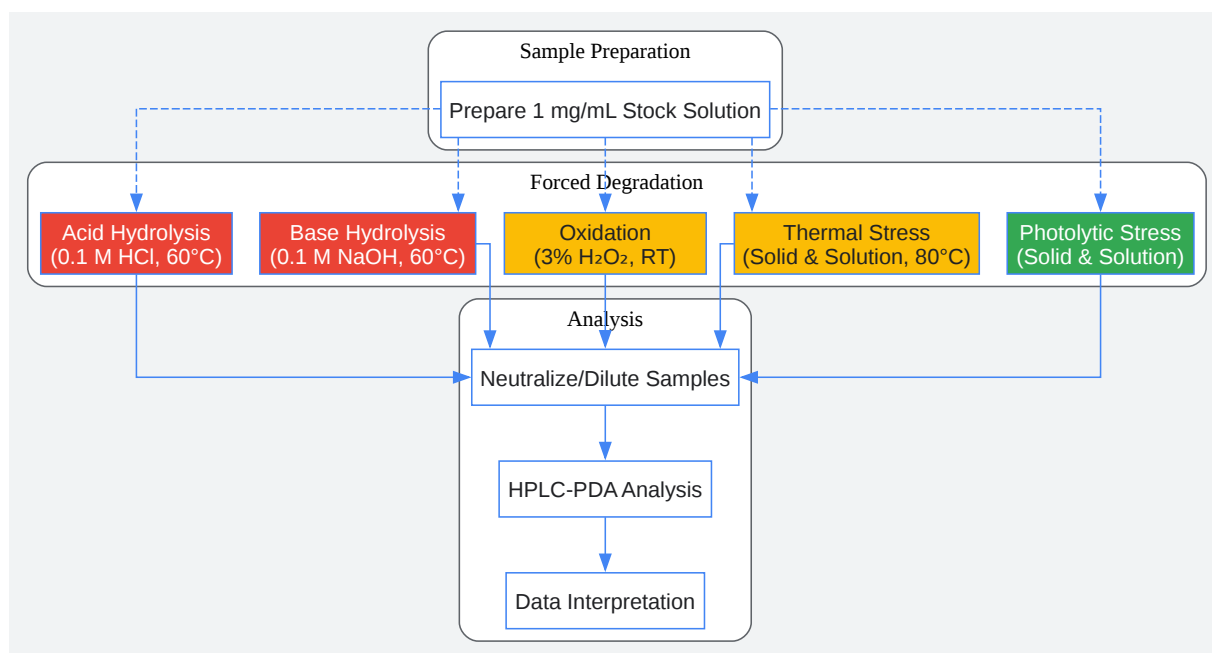 Sample Preparation
Prepare 1 mg/mL Stock Solution
Forced Degradation
Acid Hydrolysis
(0.1 M HCl, 60°C)
Base Hydrolysis
(0.1 M NaOH, 60°C)
Oxidation
(3% H₂O₂, RT)
Thermal Stress
(Solid & Solution, 80°C)
Photolytic Stress
(Solid & Solution)
Analysis
Neutralize/Dilute Samples
HPLC-PDA Analysis
Data Interpretation